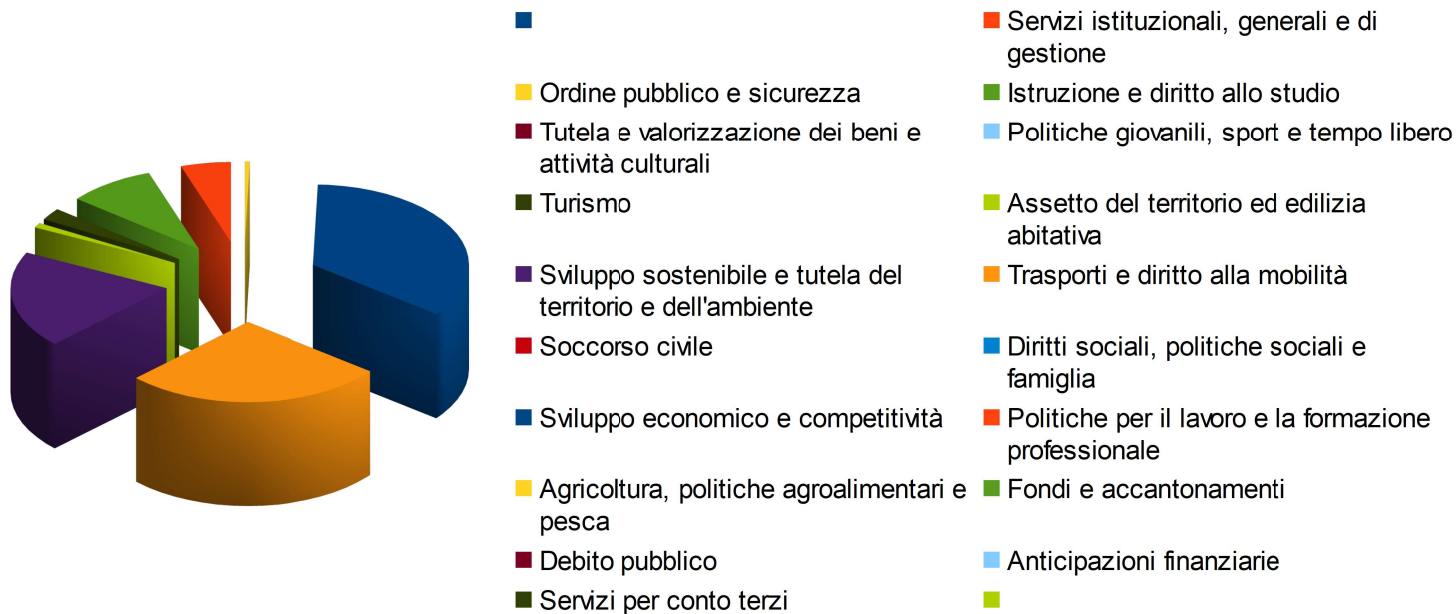 Servizi istituzionali, generali e di
gestione
Ordine pubblico e sicurezza
Istruzione e diritto allo studio
Tutela e valorizzazione dei beni e
attività culturali
Politiche giovanili, sport e tempo libero
Turismo
Assetto del territorio ed edilizia
abitativa
Sviluppo sostenibile e tutela del
territorio e dell'ambiente
Trasporti e diritto alla mobilità
Soccorso civile
Diritti sociali, politiche sociali e
famiglia
Sviluppo economico e competitività
Politiche per il lavoro e la formazione
professionale
Agricoltura, politiche agroalimentari e
pesca
Fondi e accantonamenti
Debito pubblico
Anticipazioni finanziarie
Servizi per conto terzi